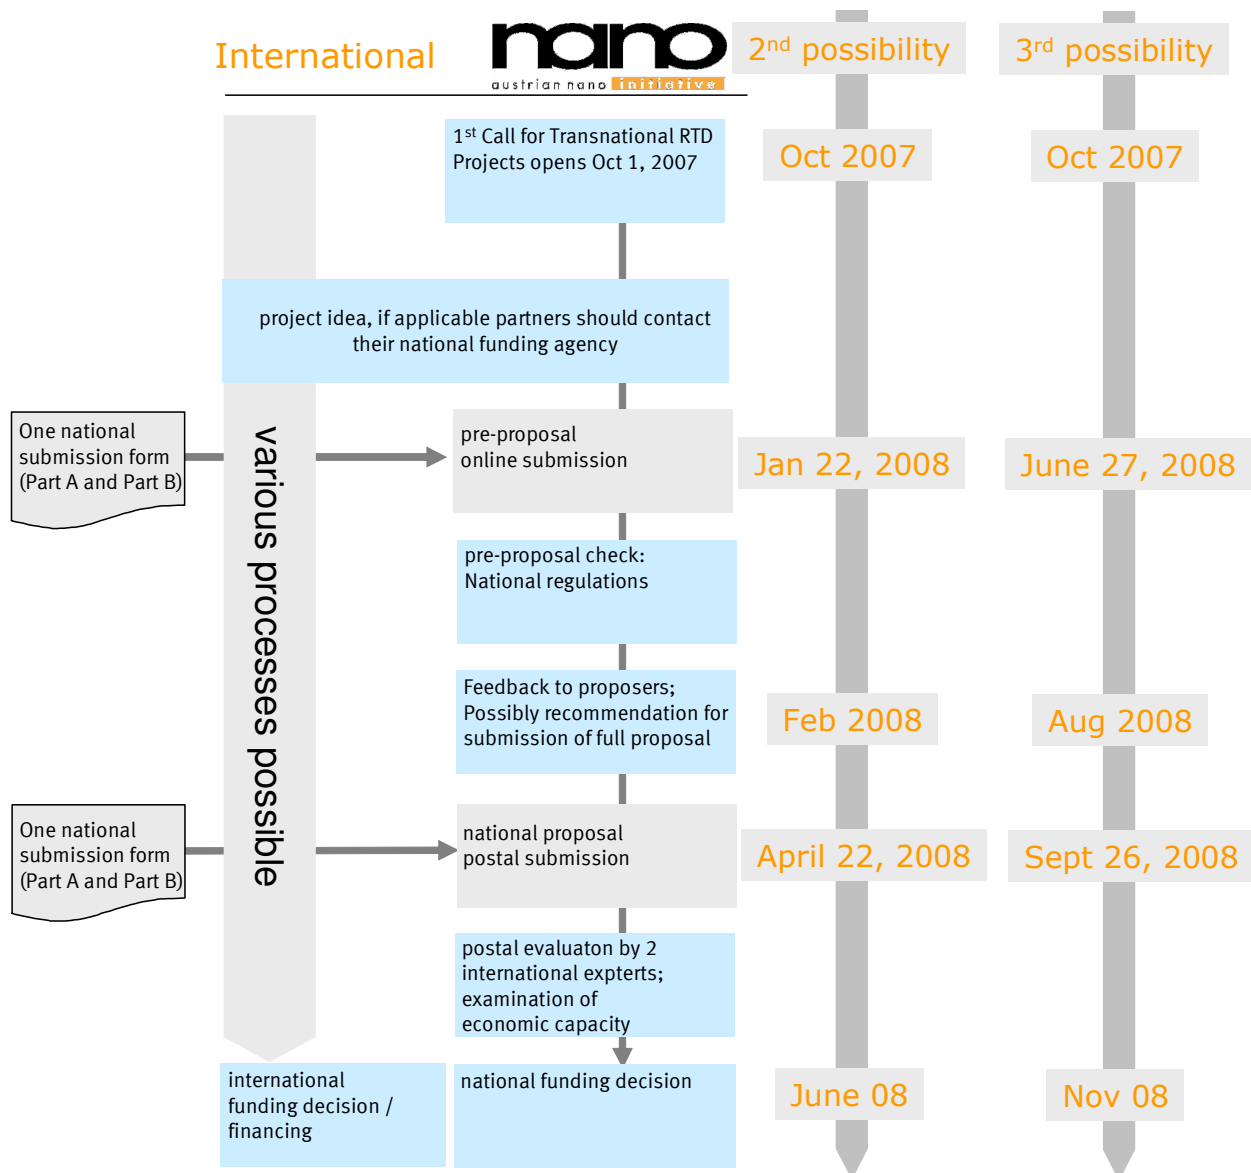 International
nano
austrian nano initiative
2nd possibility
3rd possibility
1st Call for Transnational RTD
Projects opens Oct 1, 2007
Oct 2007
Oct 2007
project idea, if applicable partners should contact
their national funding agency
various processes possible
One national
submission form
(Part A and Part B)
pre-proposal
online submission
Jan 22, 2008
June 27, 2008
pre-proposal check:
National regulations
Feedback to proposers;
Possibly recommendation for
submission of full proposal
Feb 2008
Aug 2008
One national
submission form
(Part A and Part B)
national proposal
postal submission
April 22, 2008
Sept 26, 2008
postal evaluaton by 2
international expterts;
examination of
economic capacity
international
funding decision /
financing
national funding decision
June 08
Nov 08